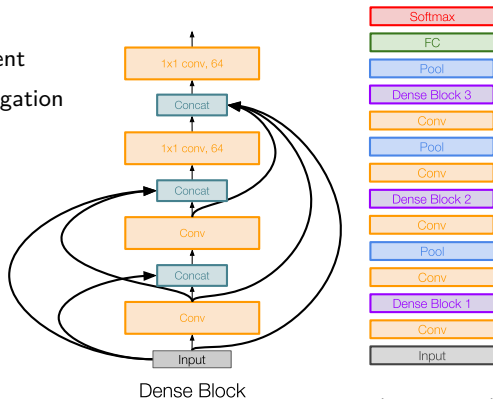 ent
gation
1x1 conv, 64
Concat
1x1 conv, 64
Concat
Conv
Concat
Conv
Input
Dense Block
Softmax
FC
Pool
Dense Block 3
Conv
Pool
Conv
Dense Block 2
Conv
Pool
Conv
Dense Block 1
Conv
Input